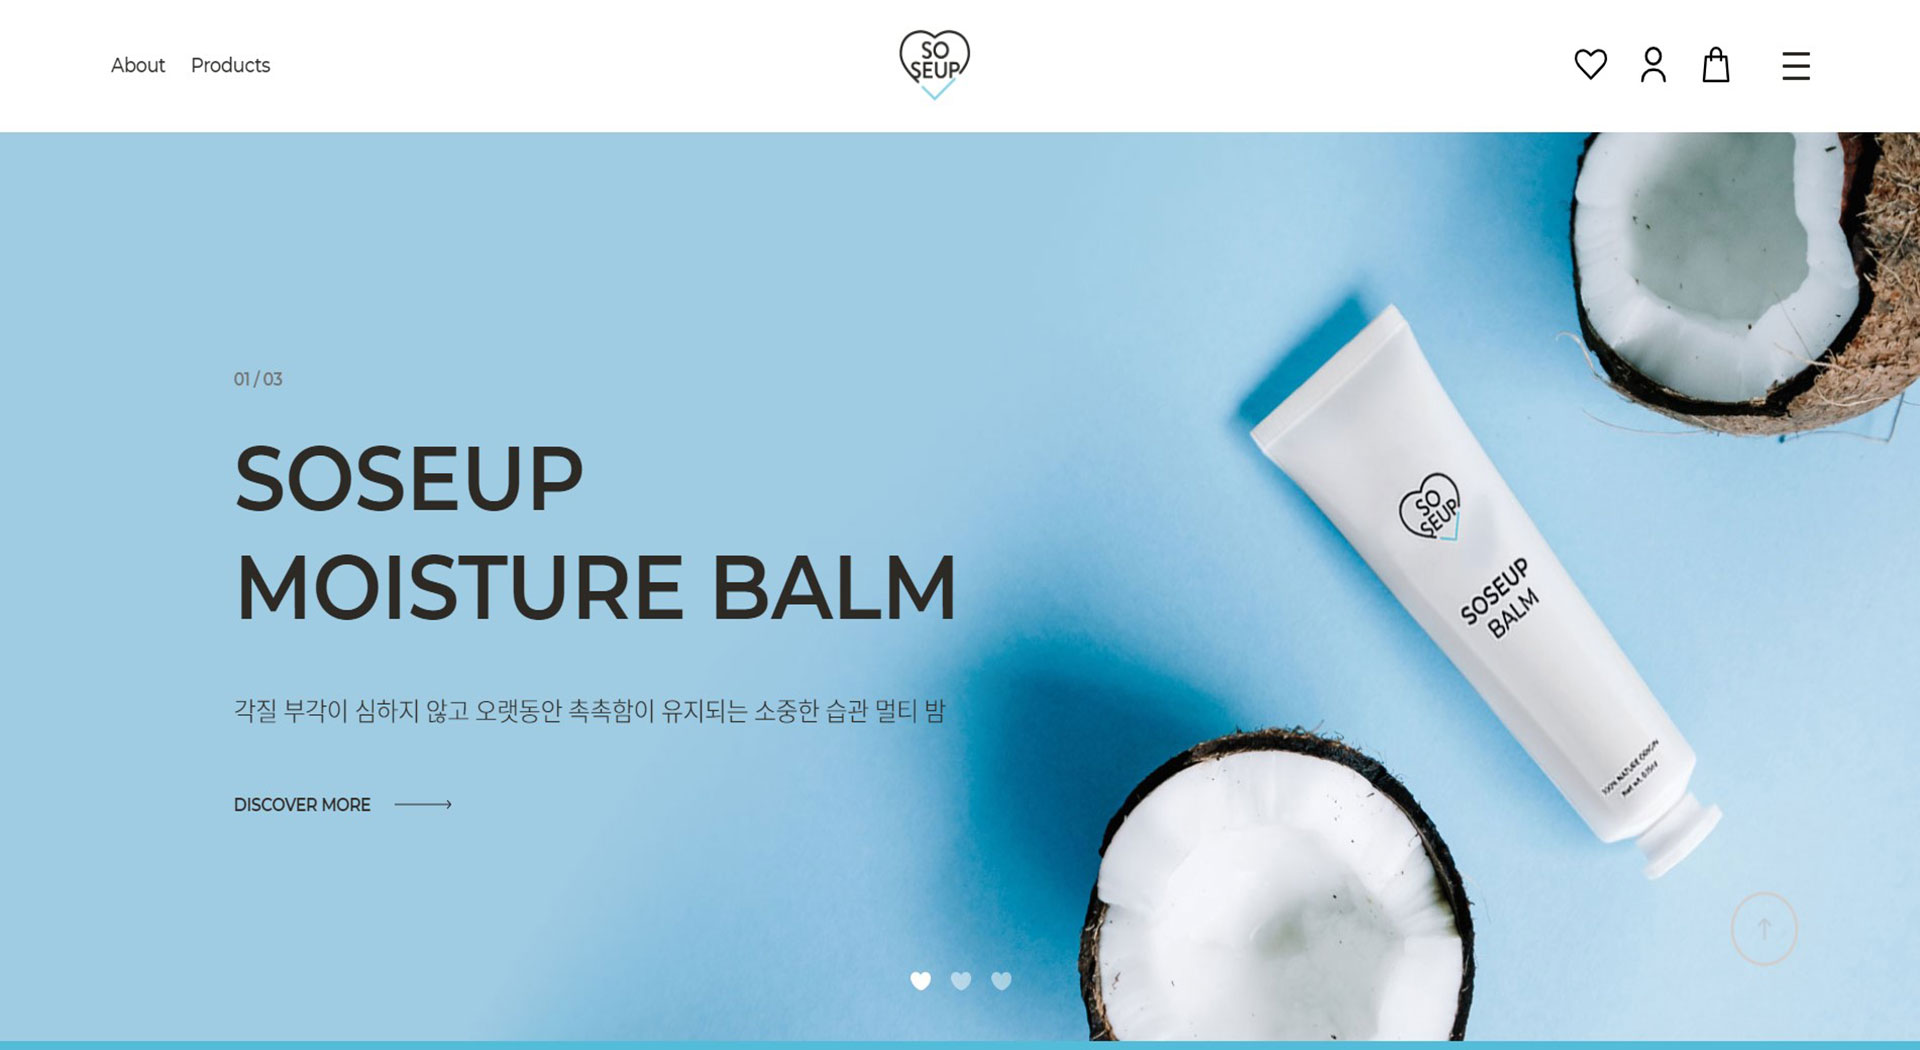 About Products
SO
SEUP
01 / 03
SOSEUP
MOISTURE BALM
각질 부각이 심하지 않고 오랫동안 촉촉함이 유지되는 소중한 습관 멀티 밤
DISCOVER MORE
SO
SEUP
SOSEUP
BALM
100% NATURE ORIGIN
Net wt. 0.15oz